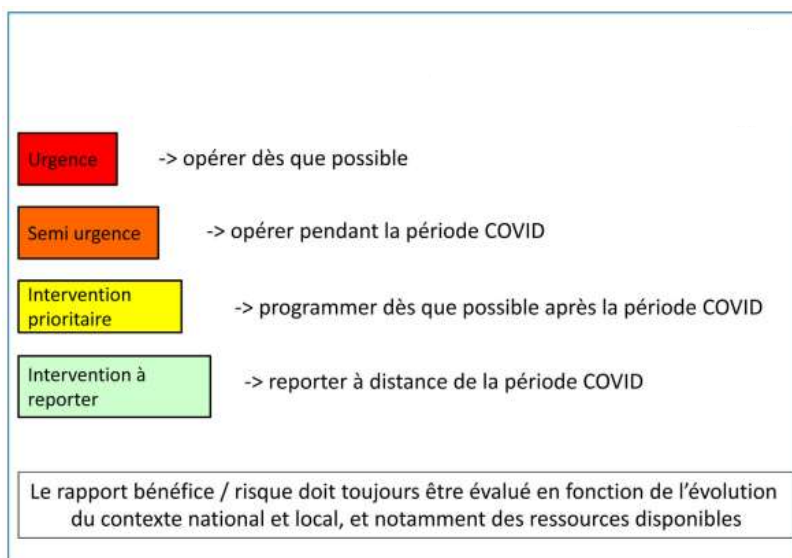 Urgence -> opérer dès que possible
Semi urgence -> opérer pendant la période COVID
Intervention
prioritaire -> programmer dès que possible après la période COVID
Intervention à
reporter -> reporter à distance de la période COVID
Le rapport bénéfice / risque doit toujours être évalué en fonction de l'évolution
du contexte national et local, et notamment des ressources disponibles